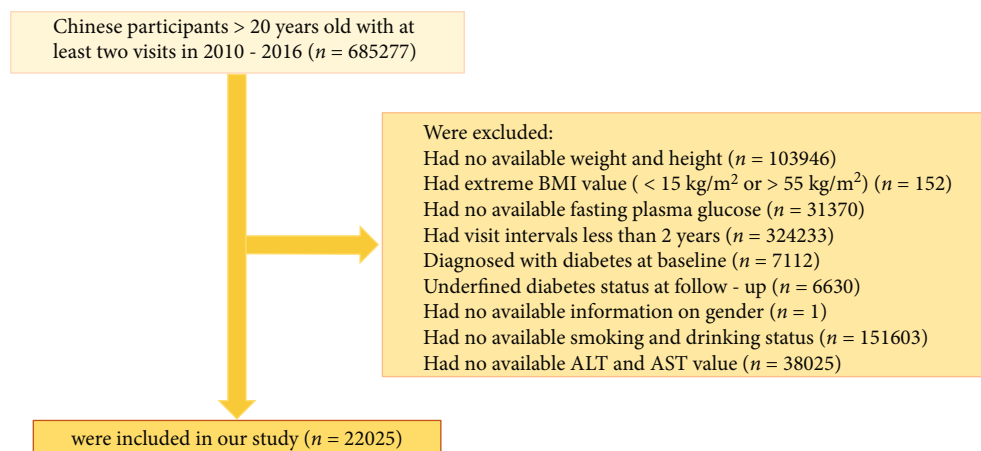 Chinese participants > 20 years old with at
least two visits in 2010 - 2016 (n = 685277)
Were excluded:
Had no available weight and height (n = 103946)
Had extreme BMI value ( < 15 kg/m² or > 55 kg/m²) (n = 152)
Had no available fasting plasma glucose (n = 31370)
Had visit intervals less than 2 years (n = 324233)
Diagnosed with diabetes at baseline (n = 7112)
Underfined diabetes status at follow - up (n = 6630)
Had no available information on gender (n = 1)
Had no available smoking and drinking status (n = 151603)
Had no available ALT and AST value (n = 38025)
were included in our study (n = 22025)